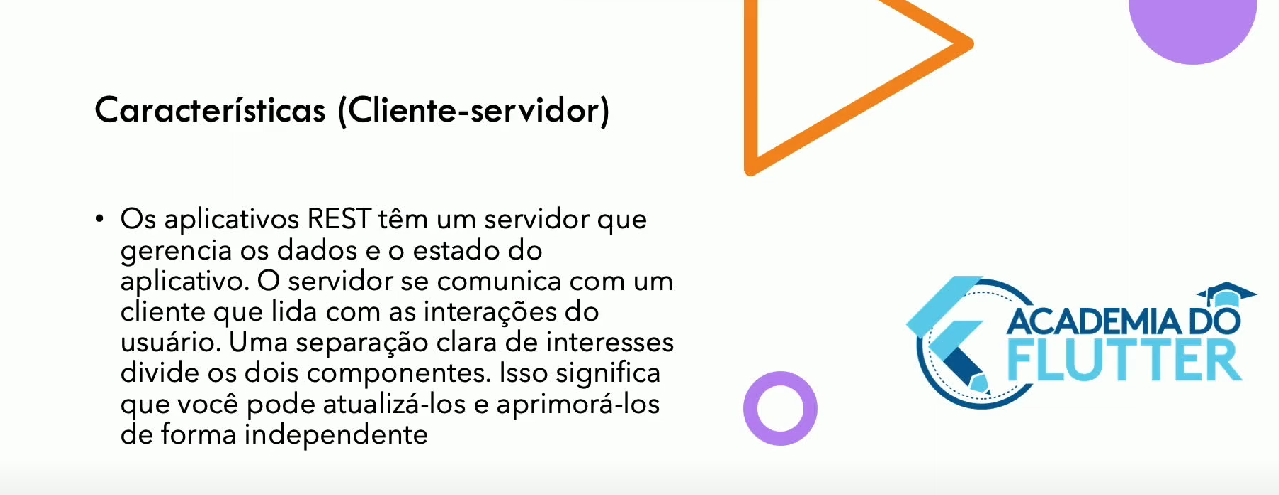 Características (Cliente-servidor)
• Os aplicativos REST têm um servidor que
gerencia os dados e o estado do
aplicativo. O servidor se comunica com um
cliente que lida com as interações do
usuário. Uma separação clara de interesses
divide os dois componentes. Isso significa
que você pode atualizá-los e aprimorá-los
de forma independente
ACADEMIA DO
FLUTTER